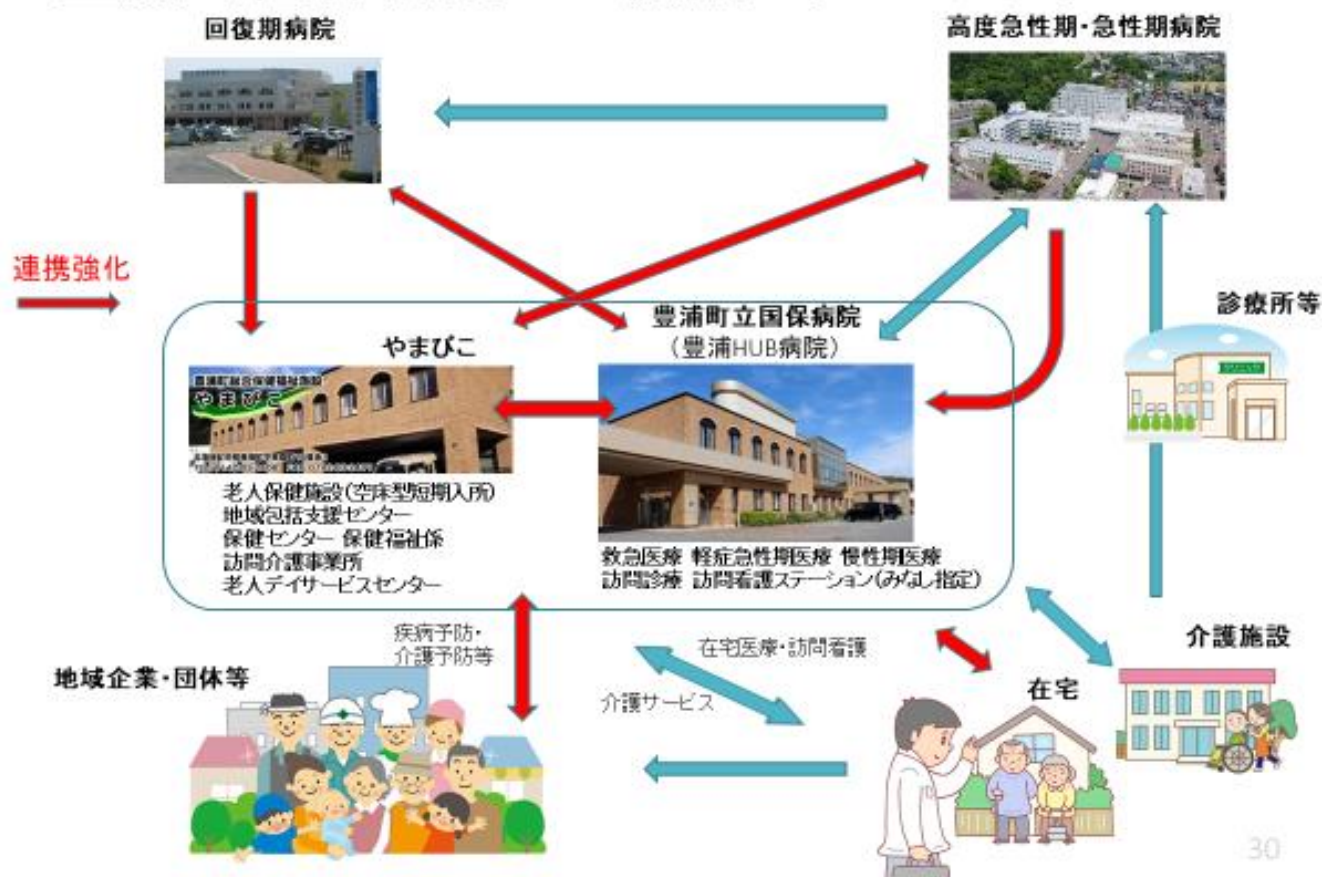 回復期病院
高度急性期・急性期病院
連携強化
診療所等
豊浦町立国保病院
（豊浦HUB病院）
やまびこ
豊浦町総合保健福祉施設
やまびこ
クリニック
老人保健施設(空床型短期入所)
地域包括支援センター
保健センター 保健福祉係
訪問介護事業所
老人デイサービスセンター
救急医療 軽症急性期医療 慢性期医療
訪問診療 訪問看護ステーション(みなし指定)
疾病予防・
介護予防等
在宅医療・訪問看護
介護サービス
介護施設
地域企業・団体等
在宅
30